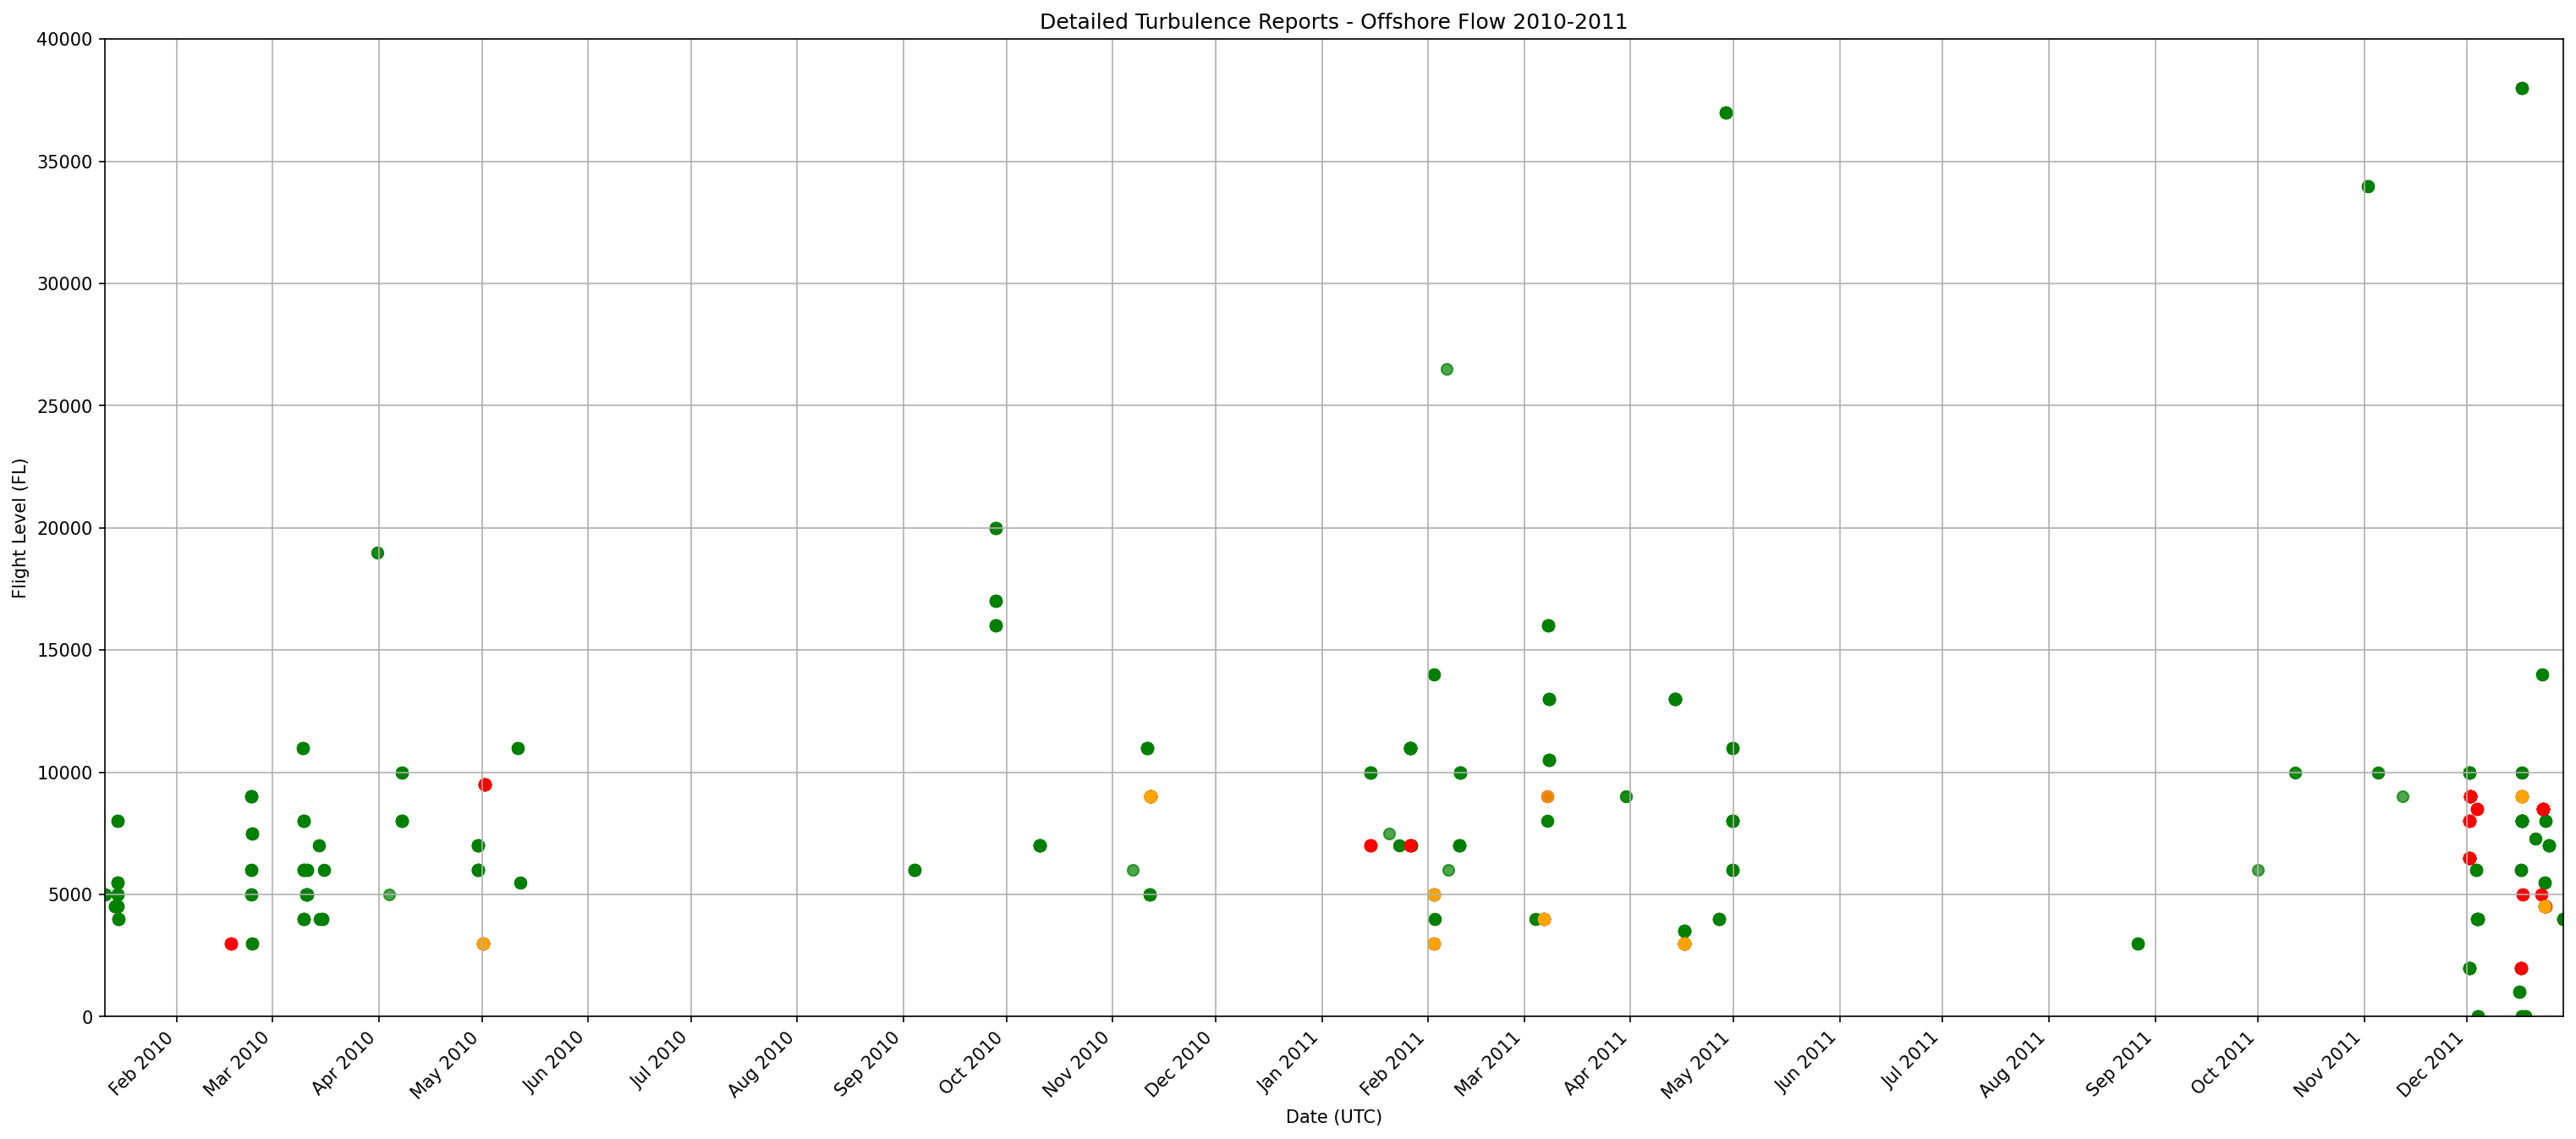 Detailed Turbulence Reports - Offshore Flow 2010-2011
40000
35000
30000
25000
20000
15000
10000
5000
0
Flight Level (FL)
Feb 2010
Mar 2010
Apr 2010
May 2010
Jun 2010
Jul 2010
Aug 2010
Sep 2010
Oct 2010
Nov 2010
Dec 2010
Jan 2011
Feb 2011
Mar 2011
Apr 2011
May 2011
Jun 2011
Jul 2011
Aug 2011
Sep 2011
Oct 2011
Nov 2011
Dec 2011
Date (UTC)